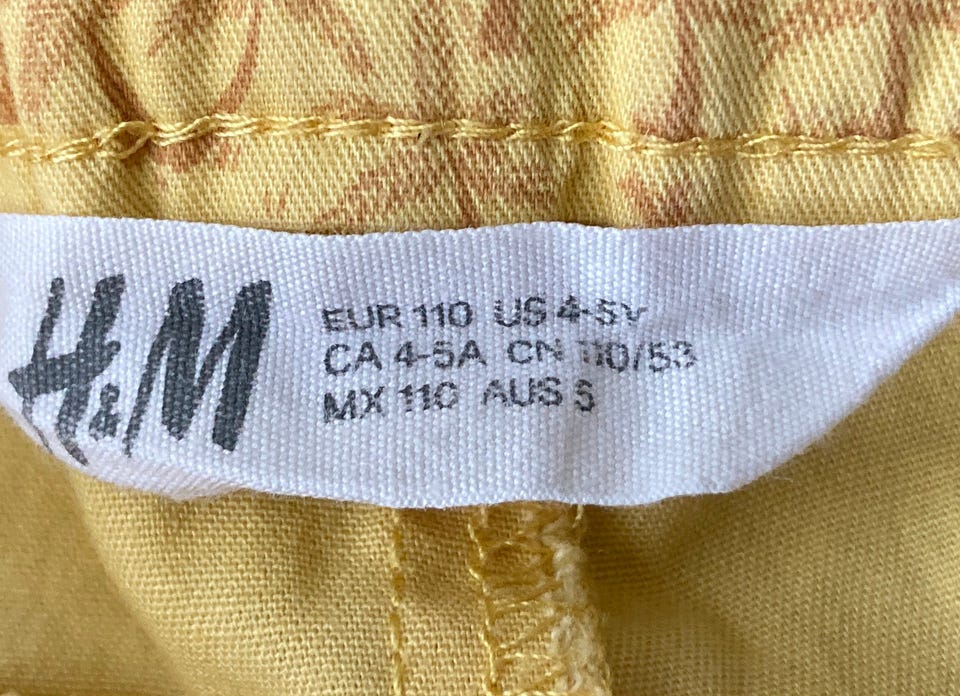 H&M
EUR 110 US 4-5Y
CA 4-5A CN 110/53
MX 110 AUS 5